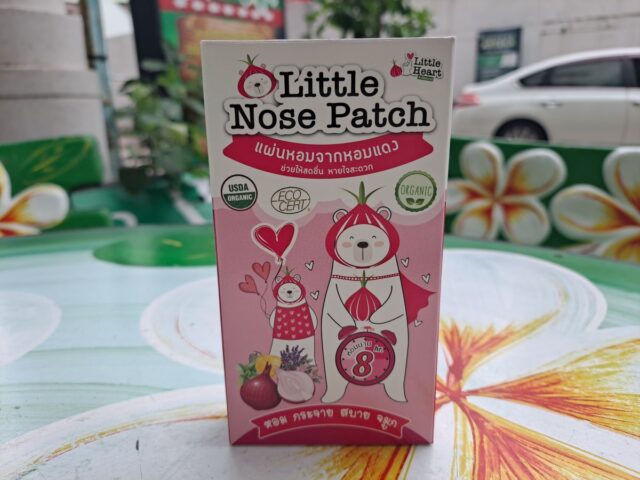 Little
Nose Patch
Little
Heart
แผ่นหอมจากหอมแดง
ช่วยให้สดชื่น หายใจสะดวก
USDA
ORGANIC
ECO
CERT
ORGANIC
8
หอม กระจาย สบาย จมูก